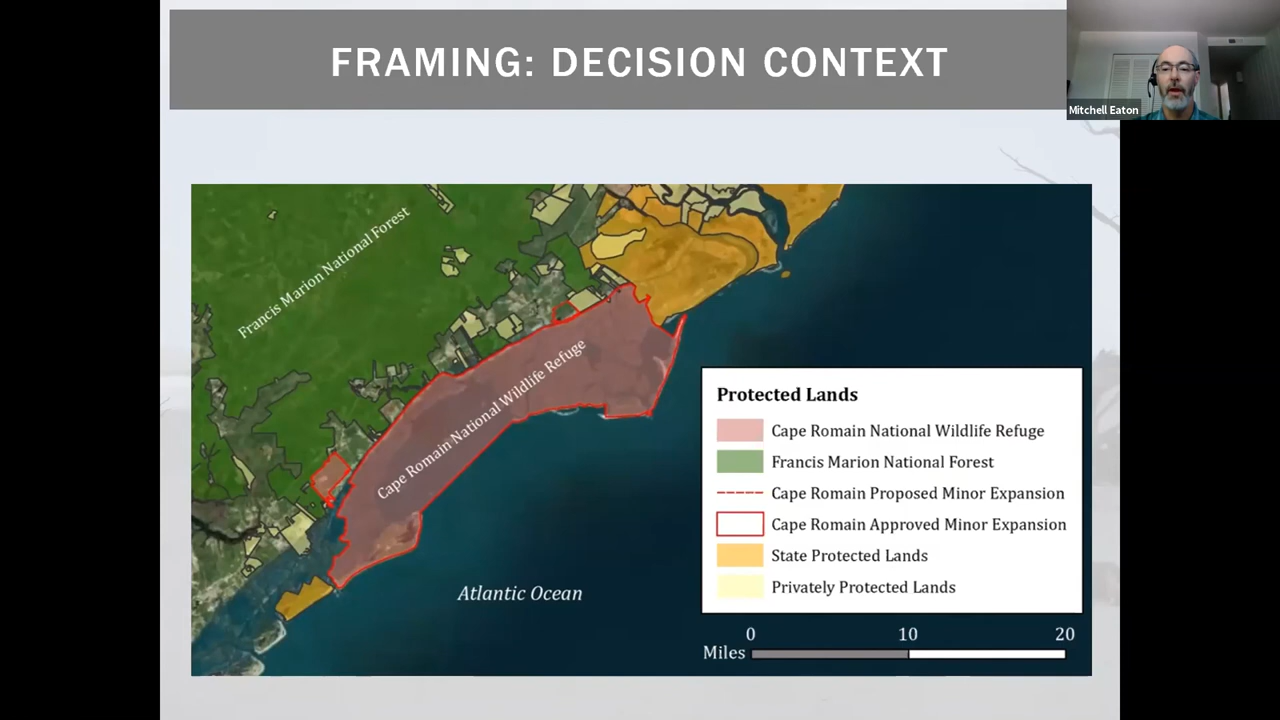 FRAMING: DECISION CONTEXT
Mitchell Eaton
Francis Marion National Forest
Cape Romain National Wildlife Refuge
Atlantic Ocean
Protected Lands
Cape Romain National Wildlife Refuge
Francis Marion National Forest
Cape Romain Proposed Minor Expansion
Cape Romain Approved Minor Expansion
State Protected Lands
Privately Protected Lands
0 10 20
Miles